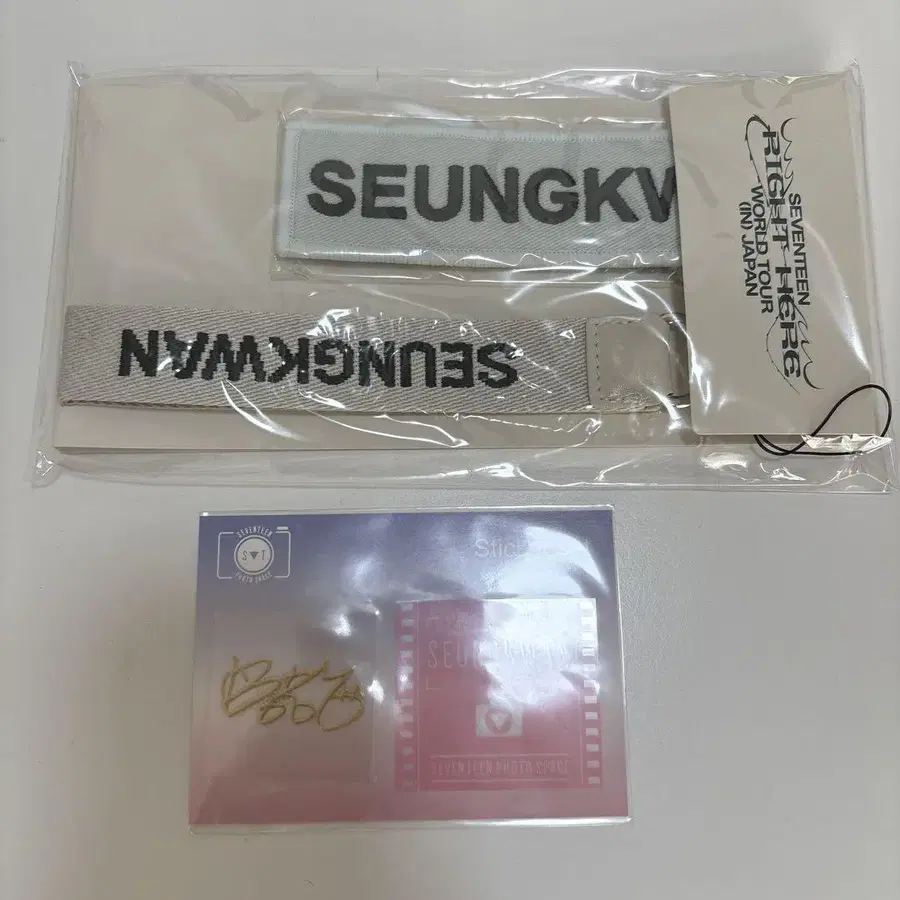 SEUNGKW
SEVENTEEN
RIGHT HERE
WORLD TOUR
(IN) JAPAN
SEUNGKWAN
SEVENTEEN
S▼T
PHOTO SPACE
SEVENTEEN PHOTO SPACE